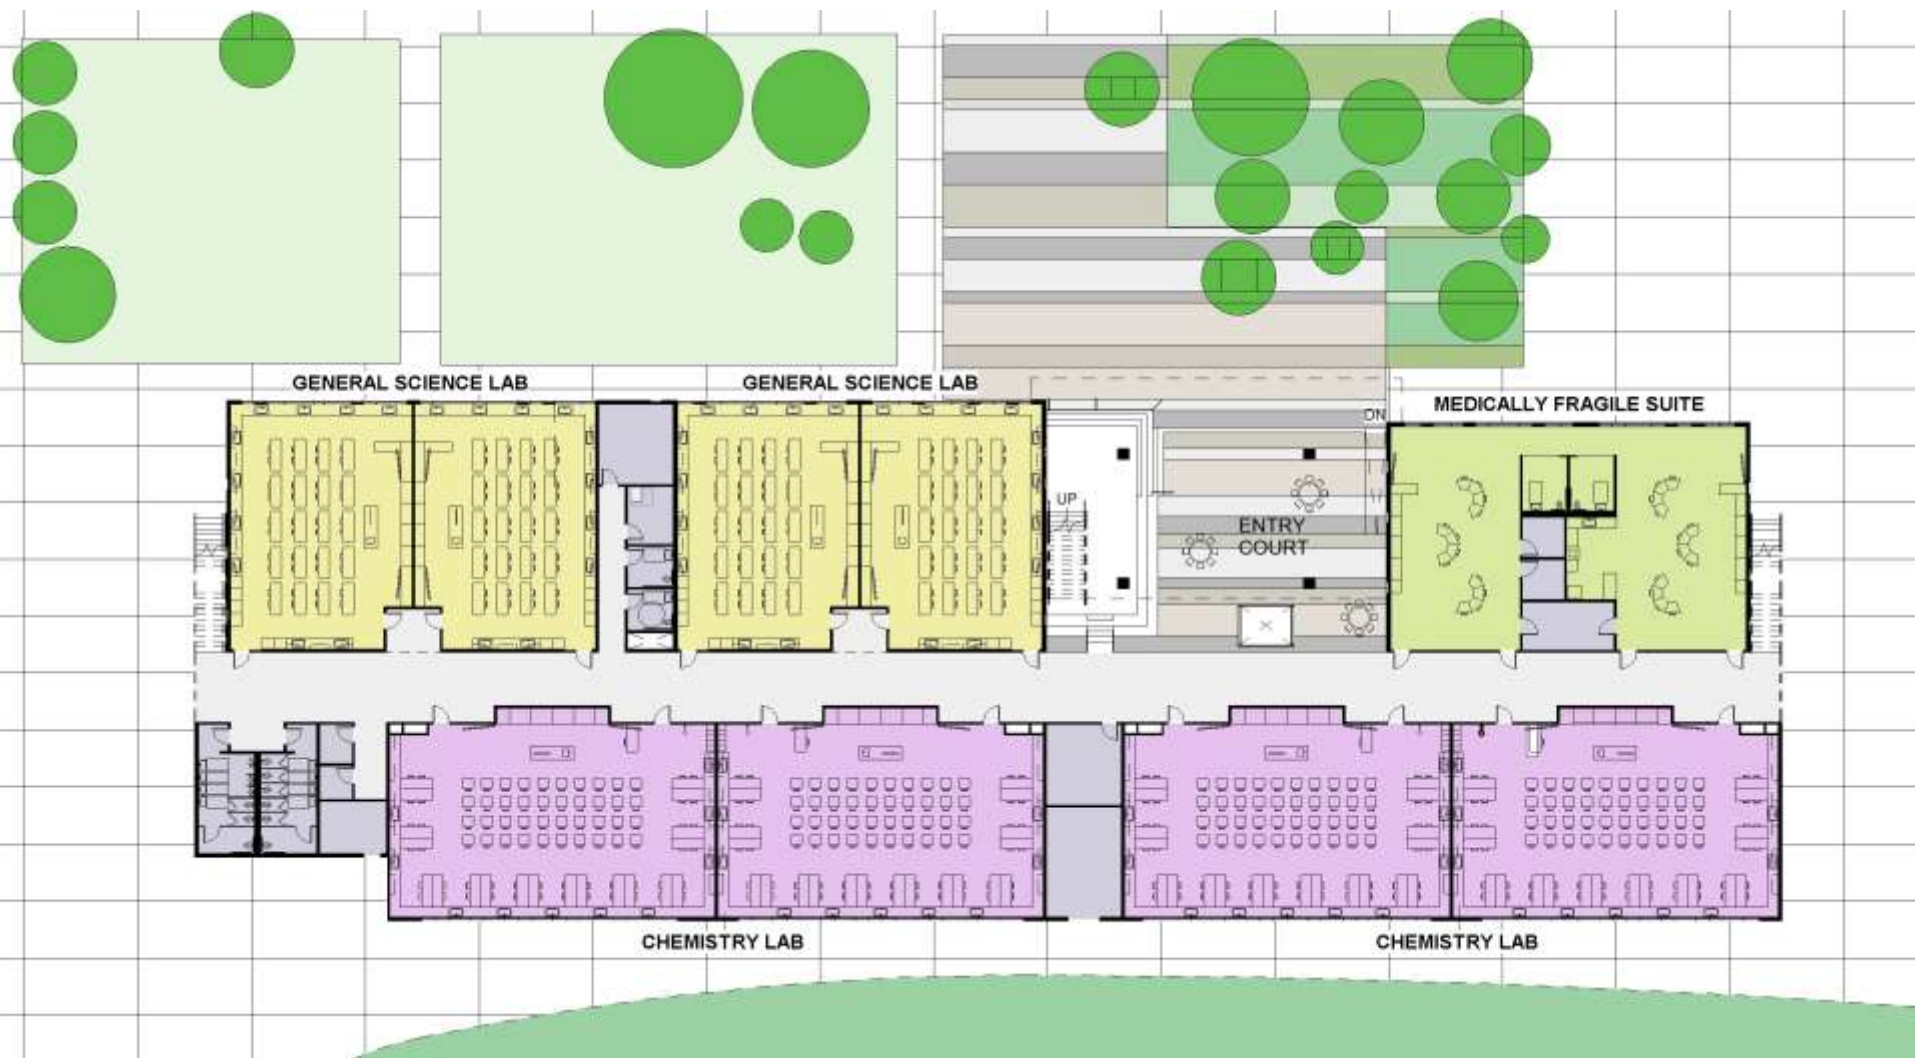 GENERAL SCIENCE LAB
GENERAL SCIENCE LAB
MEDICALLY FRAGILE SUITE
DN
UP
ENTRY
COURT
CHEMISTRY LAB
CHEMISTRY LAB